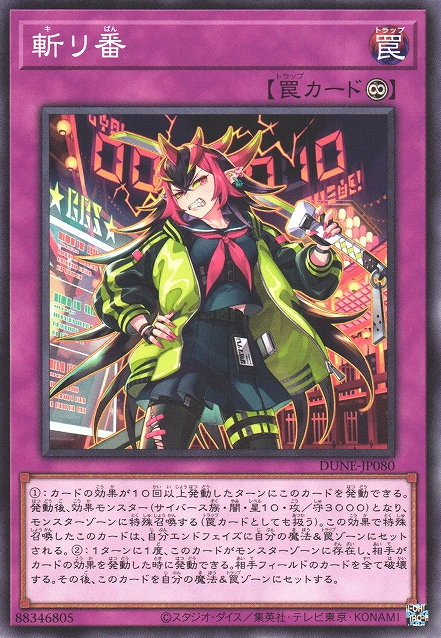 斬リ番
罠
【罠カード】
DUNE-JP080
①：カードの効果が１０回以上発動したターンにこのカードを発動できる。
発動後、効果モンスター（サイバース族・闇・星１０・攻／守３０００）となり、
モンスターゾーンに特殊召喚する（罠カードとしても扱う）。この効果で特殊
召喚したこのカードは、自分エンドフェイズに自分の魔法＆罠ゾーンにセット
される。②：１ターンに１度、このカードがモンスターゾーンに存在し、相手が
カードの効果を発動した時に発動できる。相手フィールドのカードを全て破壊
する。その後、このカードを自分の魔法＆罠ゾーンにセットする。
88346805
©スタジオ・ダイス／集英社・テレビ東京・KONAMI